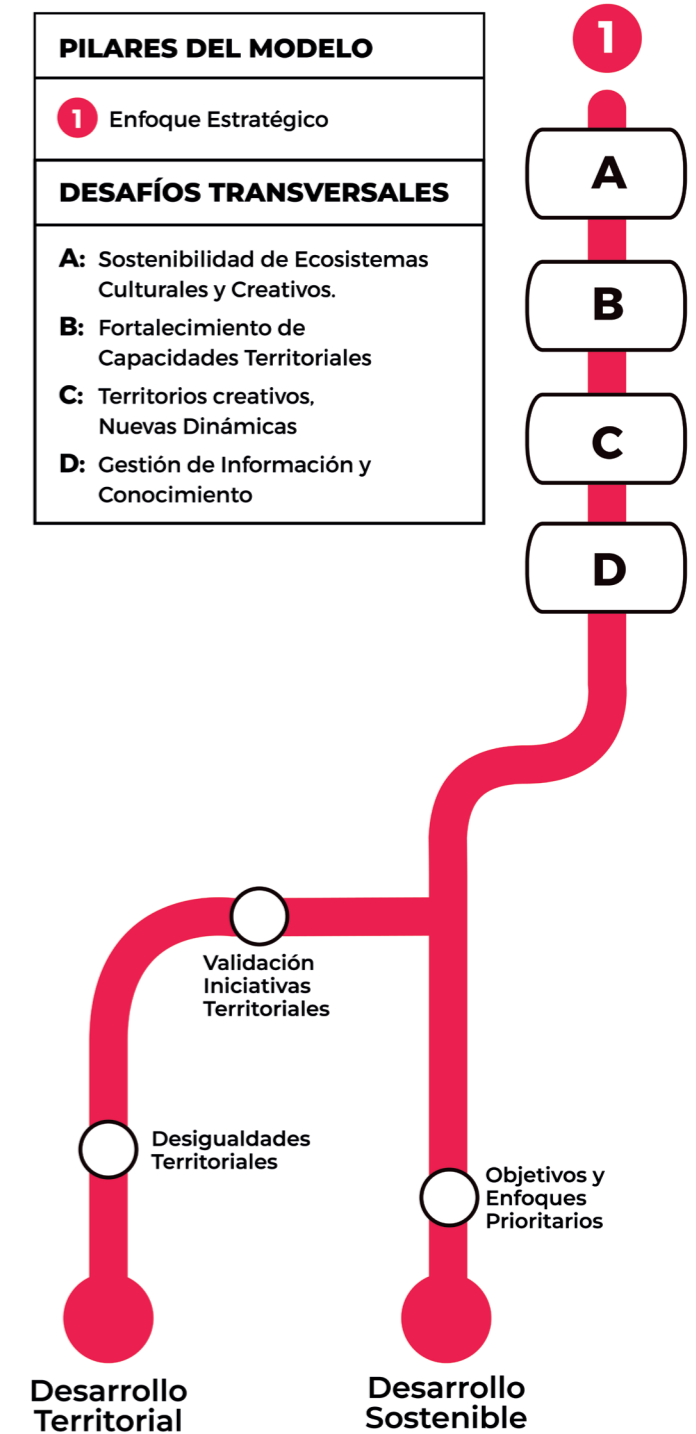 PILARES DEL MODELO
1 Enfoque Estratégico
DESAFÍOS TRANSVERSALES
A: Sostenibilidad de Ecosistemas
Culturales y Creativos.
B: Fortalecimiento de
Capacidades Territoriales
C: Territorios creativos,
Nuevas Dinámicas
D: Gestión de Información y
Conocimiento
1
A
B
C
D
Validación
Iniciativas
Territoriales
Desigualdades
Territoriales
Objetivos y
Enfoques
Prioritarios
Desarrollo
Territorial
Desarrollo
Sostenible